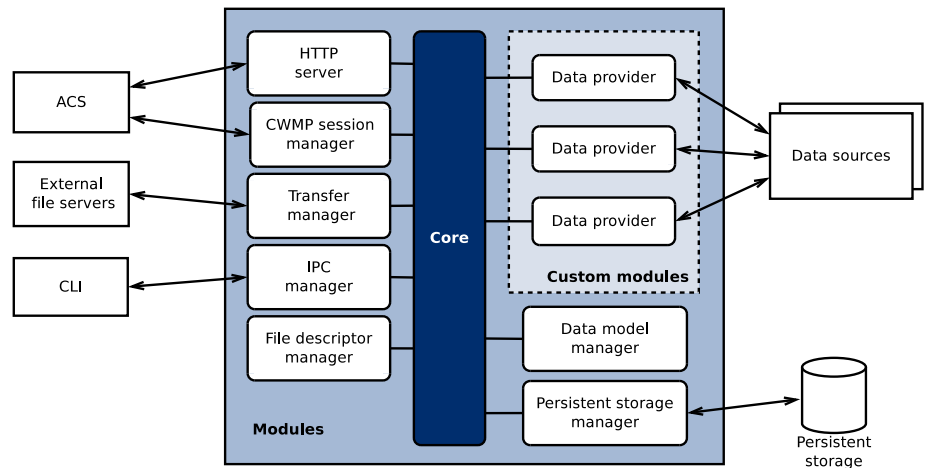 HTTP
server
ACS
CWMP session
manager
External
file servers
Transfer
manager
CLI
IPC
manager
File descriptor
manager
Modules
Core
Data provider
Data provider
Data provider
Custom modules
Data sources
Data model
manager
Persistent storage
manager
Persistent
storage